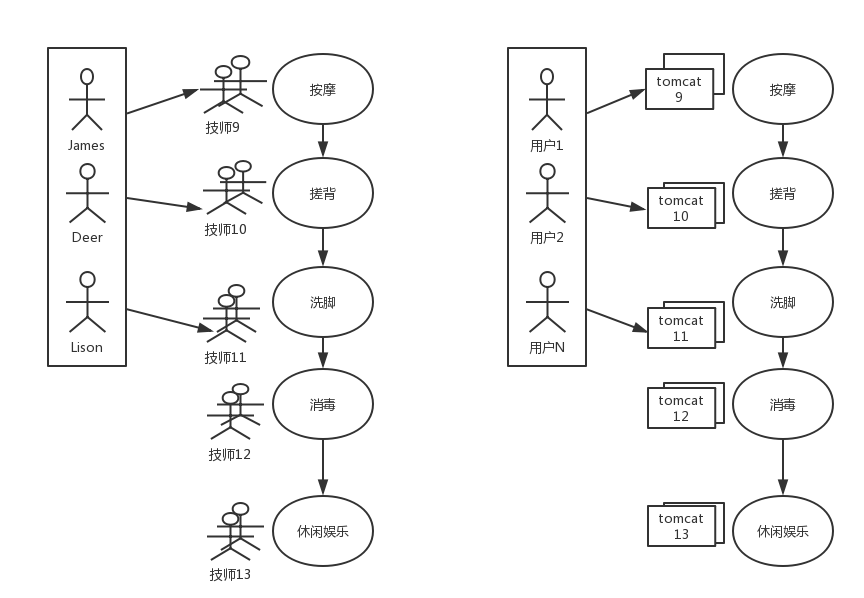 James
Deer
Lison
技师9
技师10
技师11
技师12
技师13
按摩
搓背
洗脚
消毒
休闲娱乐
用户1
用户2
用户N
tomcat
9
tomcat
10
tomcat
11
tomcat
12
tomcat
13
按摩
搓背
洗脚
消毒
休闲娱乐